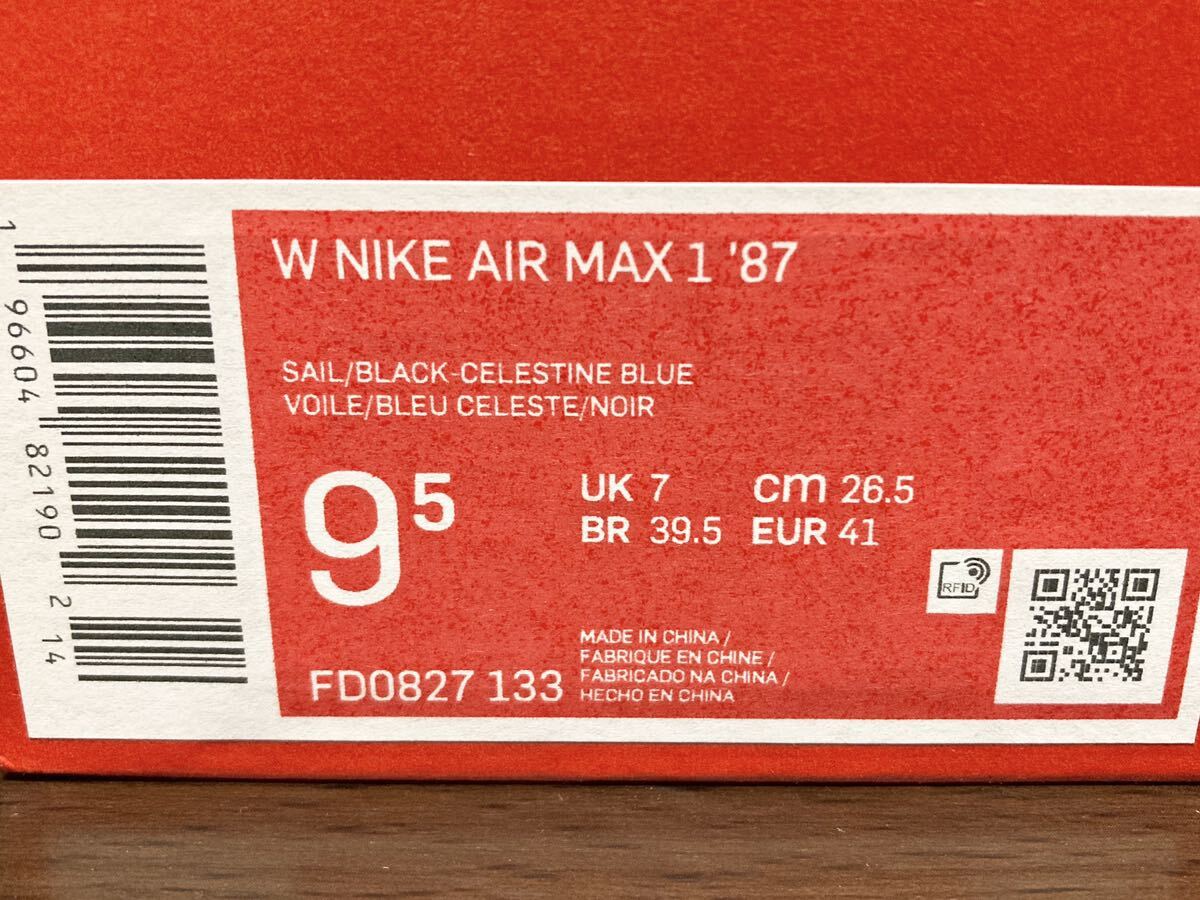 W NIKE AIR MAX 1 '87
SAIL/BLACK-CELESTINE BLUE
VOILE/BLEU CELESTE/NOIR
9⁵
UK 7 cm 26.5
BR 39.5 EUR 41
RFID
FD0827 133
MADE IN CHINA /
FABRIQUE EN CHINE /
FABRICADO NA CHINA /
HECHO EN CHINA
1 96604 82190 2 14